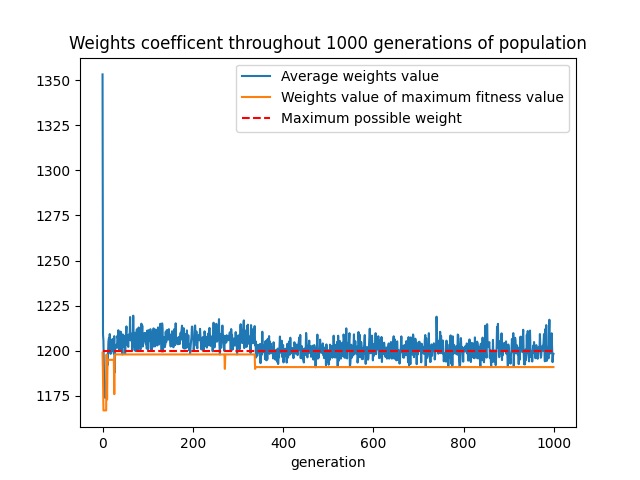 Weights coefficent throughout 1000 generations of population
Average weights value
Weights value of maximum fitness value
Maximum possible weight
1350
1325
1300
1275
1250
1225
1200
1175
0 200 400 600 800 1000
generation